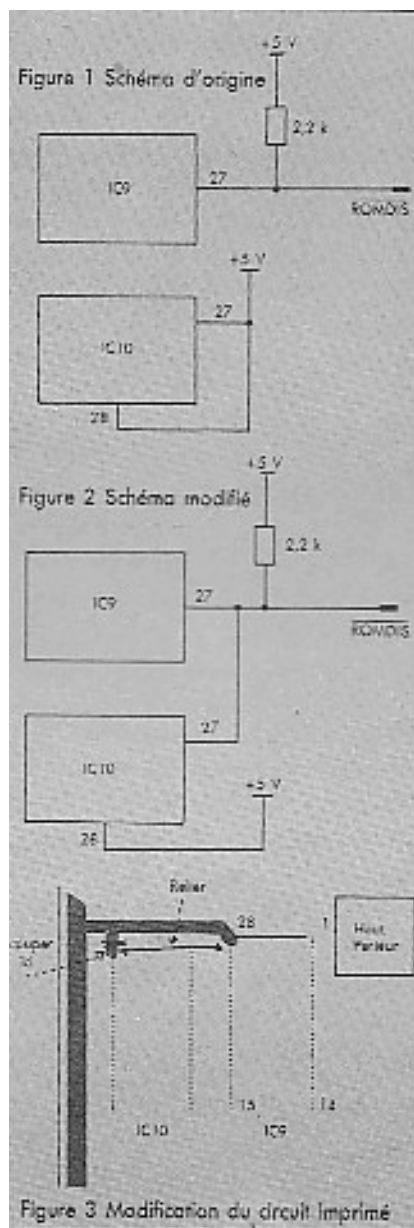 +5 V
Figure 1 Schéma d'origine
2,2 k
IC9
27
ROMDIS
+5 V
27
IC10
28
+5 V
Figure 2 Schéma modifié
2,2 k
IC9
27
ROMDIS
27
IC10
+5 V
28
Relier
28
1
Haut
Parleur
couper
ici
15
14
IC10
IC9
Figure 3 Modification du circuit imprimé